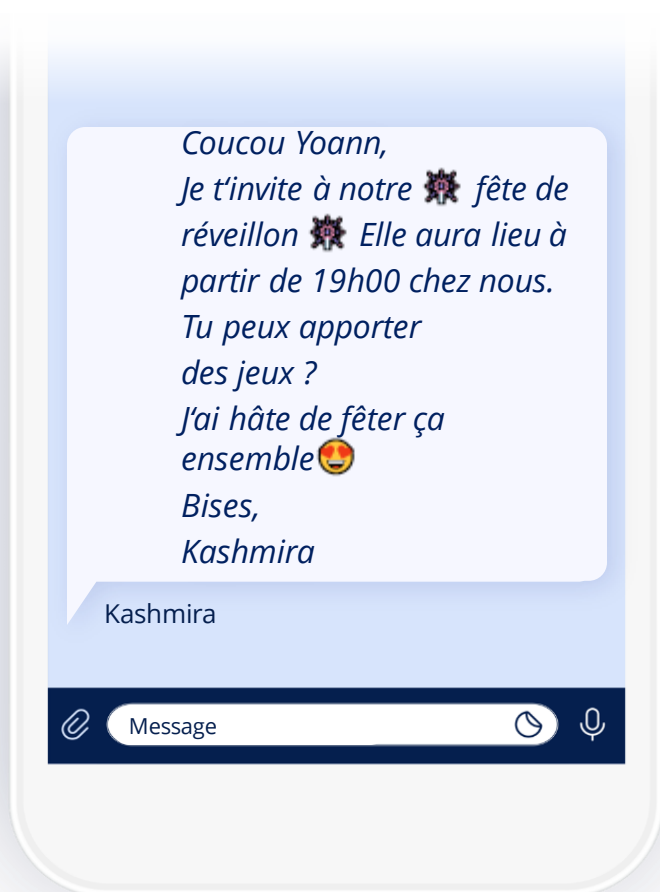 Coucou Yoann,
Je t‘invite à notre 🎆 fête de
réveillon 🎆 Elle aura lieu à
partir de 19h00 chez nous.
Tu peux apporter
des jeux ?
J‘ai hâte de fêter ça
ensemble😍
Bises,
Kashmira
Kashmira
Message